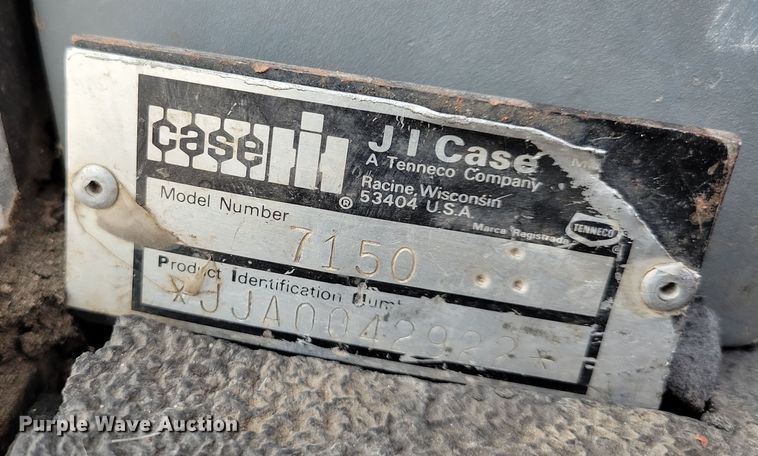 case IH
®
J I Case
A Tenneco Company
Racine, Wisconsin
53404 U.S.A.
Marca Registrada
TENNECO
Model Number
7150
Product Identification Numb
*JJA0042922*
Purple Wave Auction